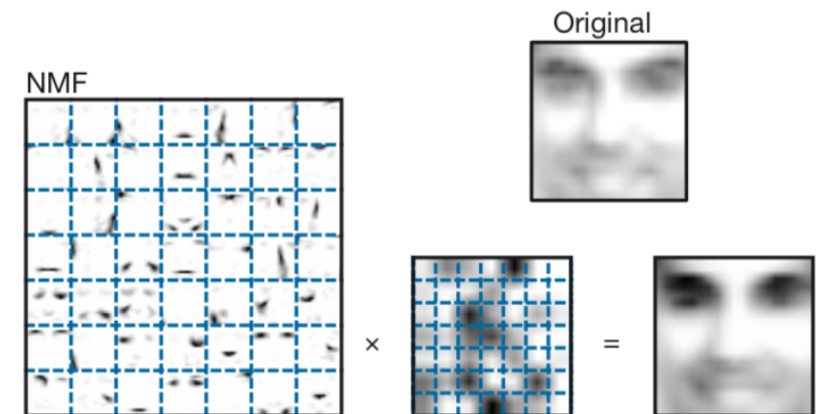 Original
NMF
×
=